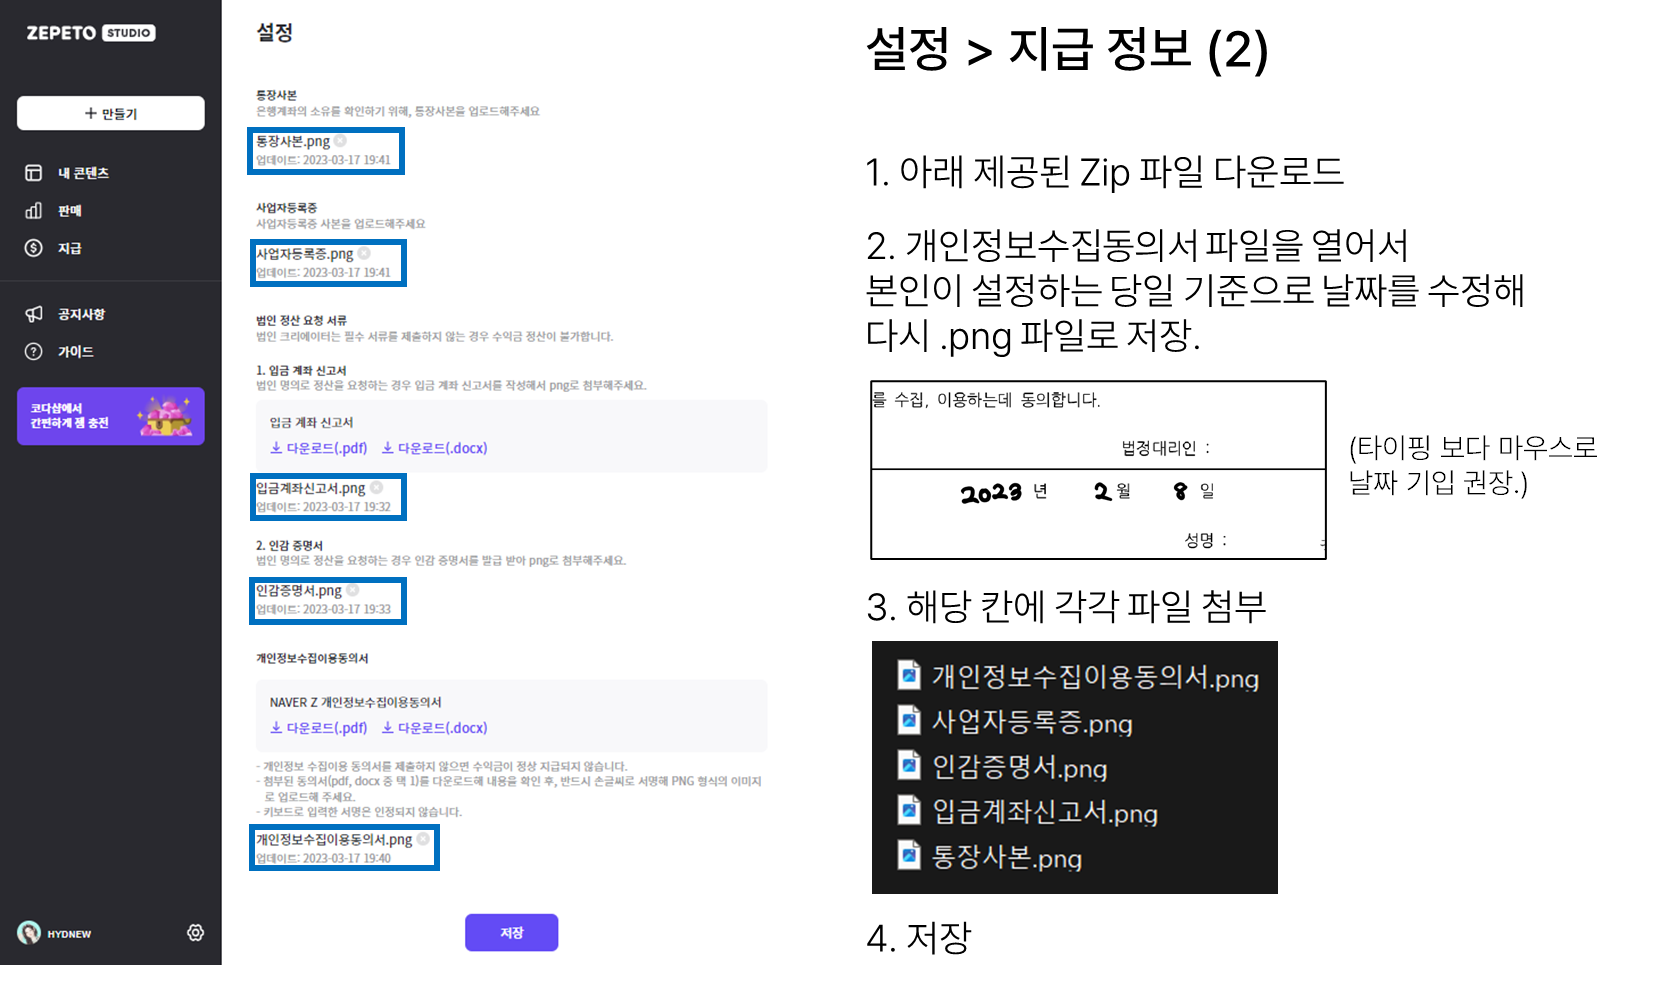 ZEPETO STUDIO
+ 만들기
내 콘텐츠
판매
지급
공지사항
가이드
코다샵에서
간편하게 젬 충전
HYDNEW
설정
통장사본
은행계좌의 소유를 확인하기 위해, 통장사본을 업로드해주세요
통장사본.png
업데이트: 2023-03-17 19:41
사업자등록증
사업자등록증 사본을 업로드해주세요
사업자등록증.png
업데이트: 2023-03-17 19:41
법인 정산 요청 서류
법인 크리에이터는 필수 서류를 제출하지 않는 경우 수익금 정산이 불가합니다.
1. 입금 계좌 신고서
법인 명의로 정산을 요청하는 경우 입금 계좌 신고서를 작성해서 png로 첨부해주세요.
입금 계좌 신고서
다운로드(.pdf) 다운로드(.docx)
입금계좌신고서.png
업데이트: 2023-03-17 19:32
2. 인감 증명서
법인 명의로 정산을 요청하는 경우 인감 증명서를 발급 받아 png로 첨부해주세요.
인감증명서.png
업데이트: 2023-03-17 19:33
개인정보수집이용동의서
NAVER Z 개인정보수집이용동의서
다운로드(.pdf) 다운로드(.docx)
- 개인정보 수집이용 동의서를 제출하지 않으면 수익금이 정상 지급되지 않습니다.
- 첨부된 동의서(pdf, docx 중 택 1)를 다운로드해 내용을 확인 후, 반드시 손글씨로 서명해 PNG 형식의 이미지
로 업로드해 주세요.
- 키보드로 입력한 서명은 인정되지 않습니다.
개인정보수집이용동의서.png
업데이트: 2023-03-17 19:40
저장
설정 > 지급 정보 (2)
1. 아래 제공된 Zip 파일 다운로드
2. 개인정보수집동의서 파일을 열어서
본인이 설정하는 당일 기준으로 날짜를 수정해
다시 .png 파일로 저장.
를 수집, 이용하는데 동의합니다.
법정대리인 :
2023 년 2 월 8 일
성명 :
(타이핑 보다 마우스로
날짜 기입 권장.)
3. 해당 칸에 각각 파일 첨부
개인정보수집이용동의서.png
사업자등록증.png
인감증명서.png
입금계좌신고서.png
통장사본.png
4. 저장